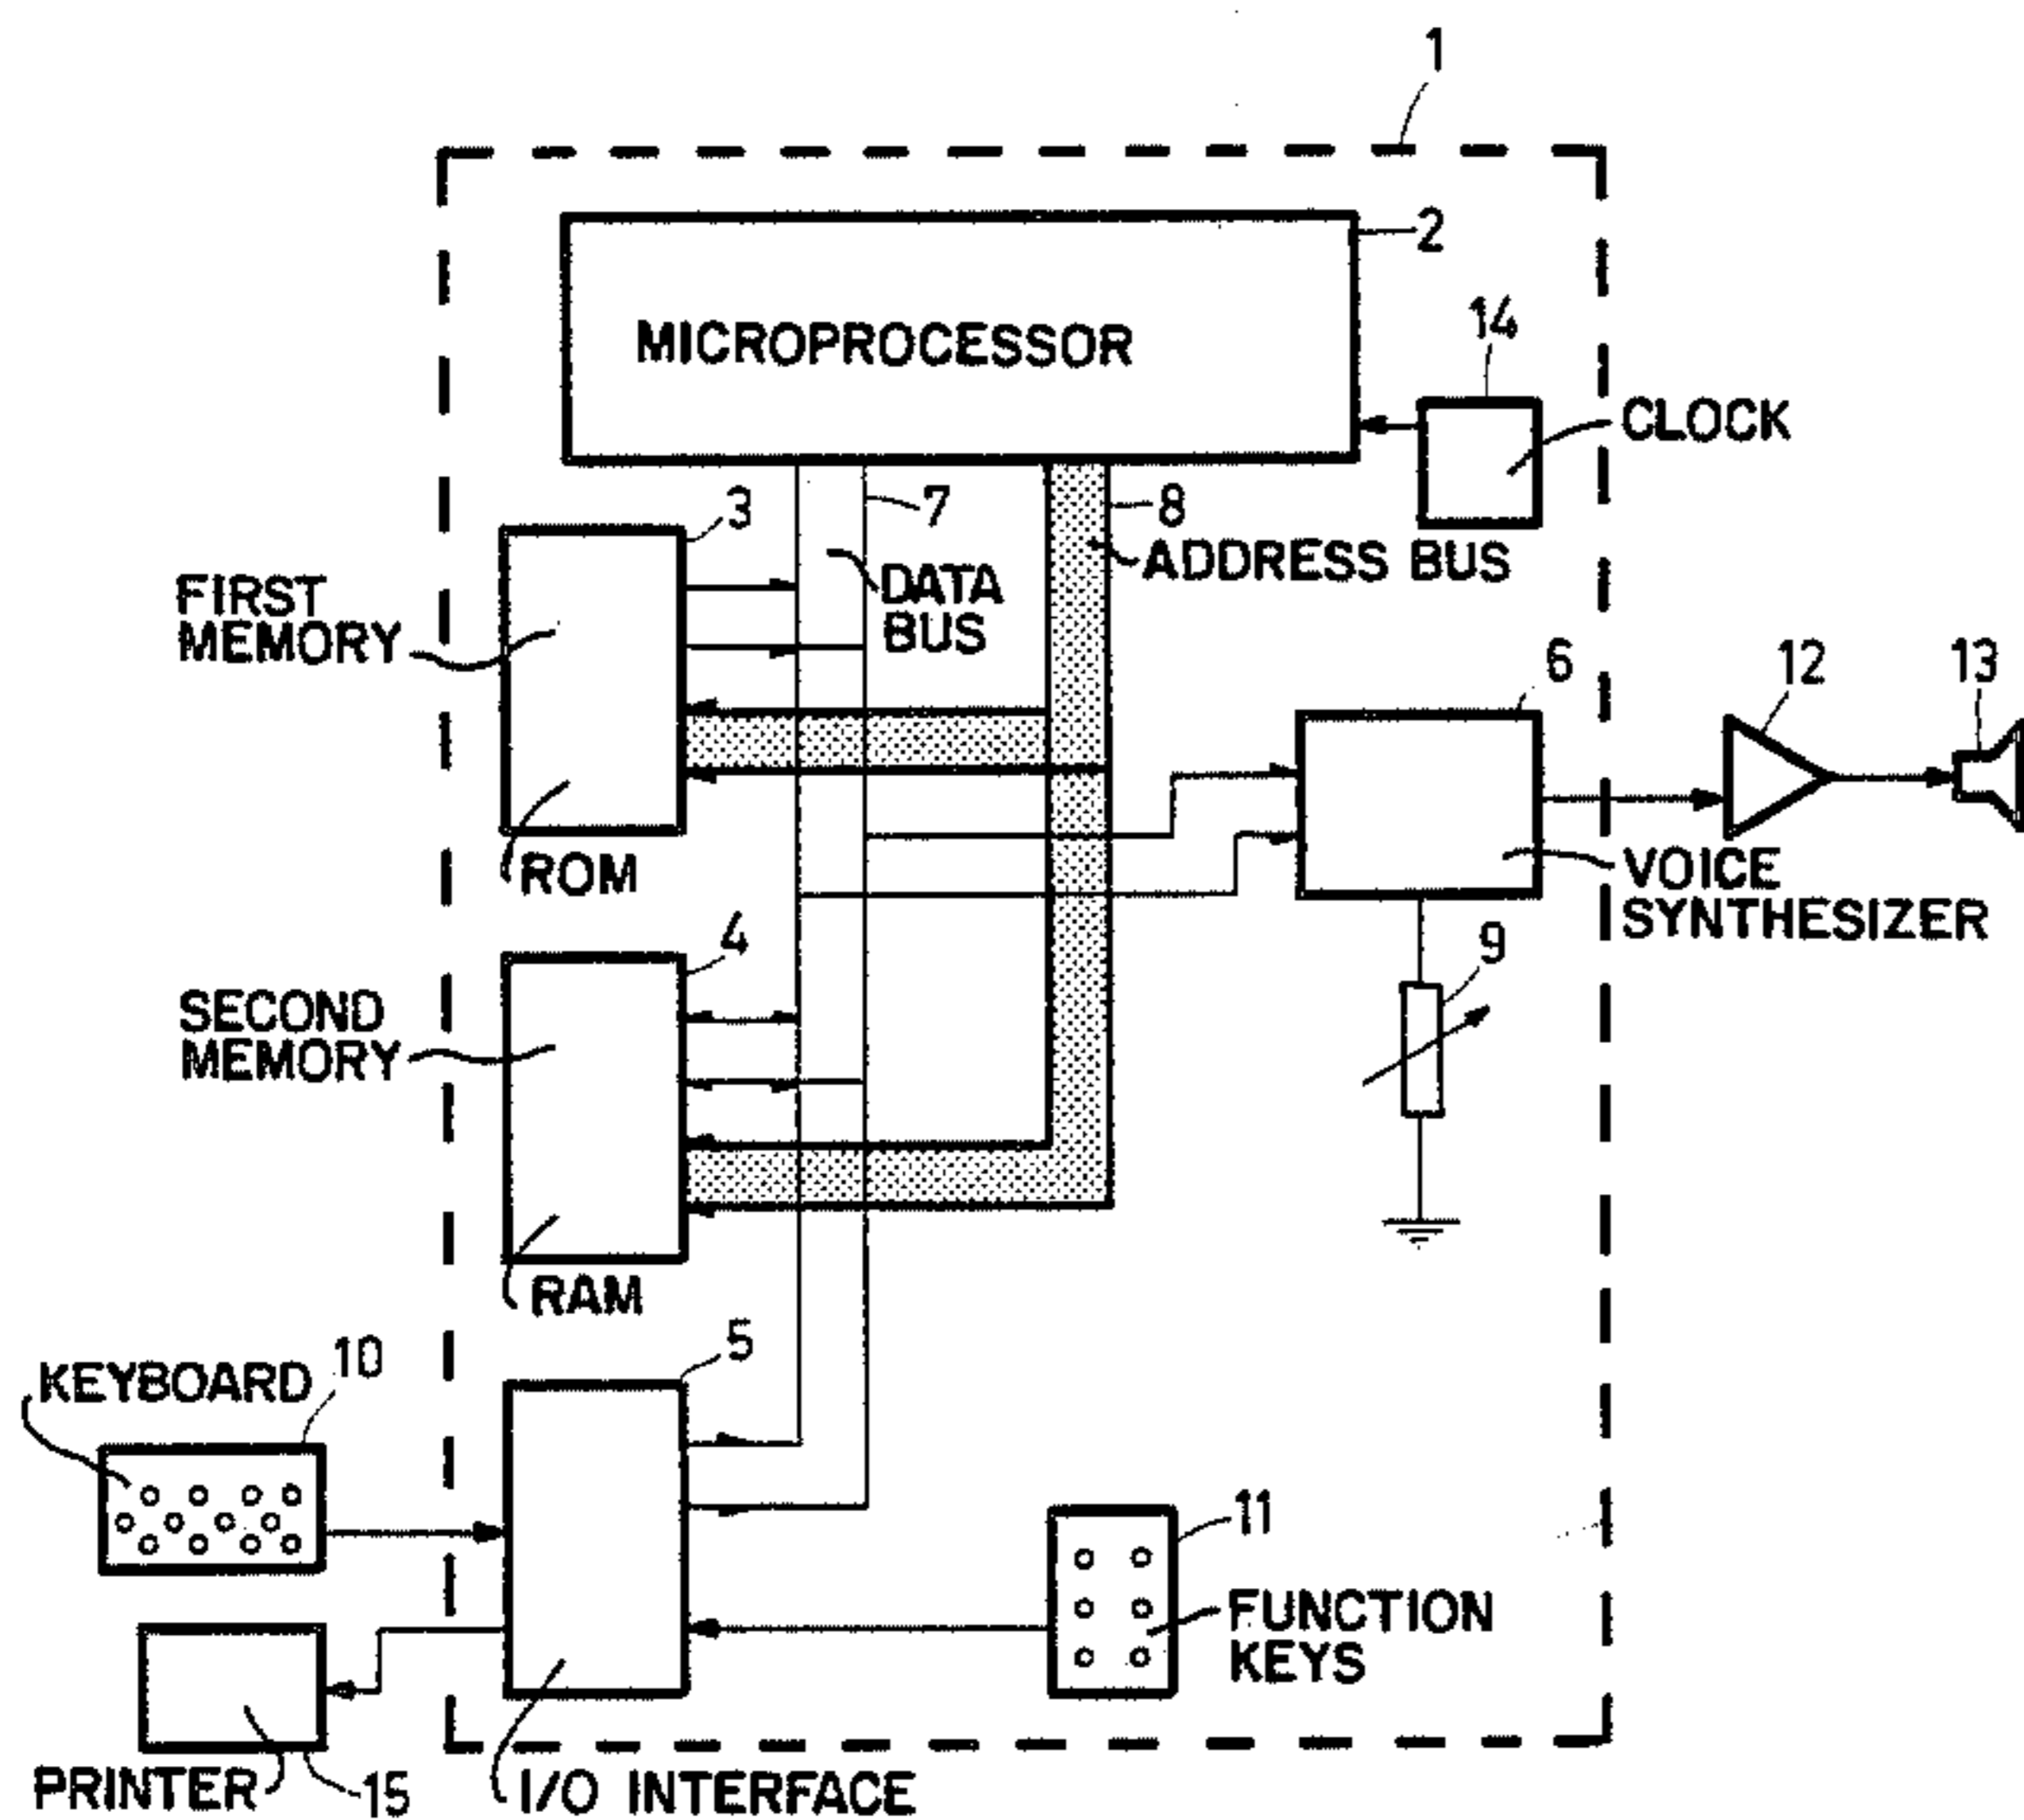 1
2
MICROPROCESSOR
14
CLOCK
3
7
8
ADDRESS BUS
DATA
BUS
FIRST
MEMORY
6
12
13
ROM
VOICE
SYNTHESIZER
4
9
SECOND
MEMORY
RAM
5
KEYBOARD
10
11
FUNCTION
KEYS
PRINTER
15
I/O INTERFACE